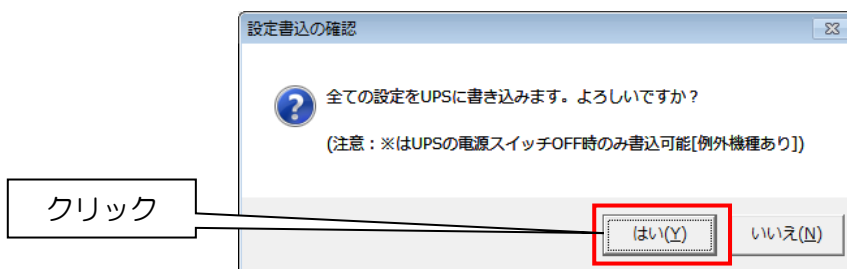 設定書込の確認
全ての設定をUPSに書き込みます。よろしいですか？
(注意：※はUPSの電源スイッチOFF時のみ書込可能[例外機種あり])
クリック
はい(Y)
いいえ(N)